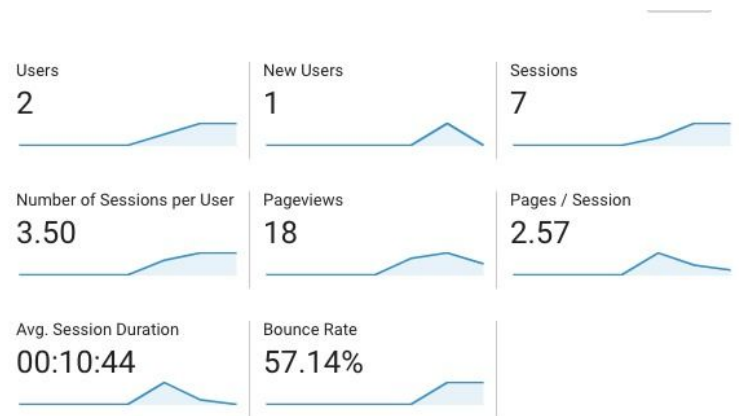 Users
2
New Users
1
Sessions
7
Number of Sessions per User
3.50
Pageviews
18
Pages / Session
2.57
Avg. Session Duration
00:10:44
Bounce Rate
57.14%